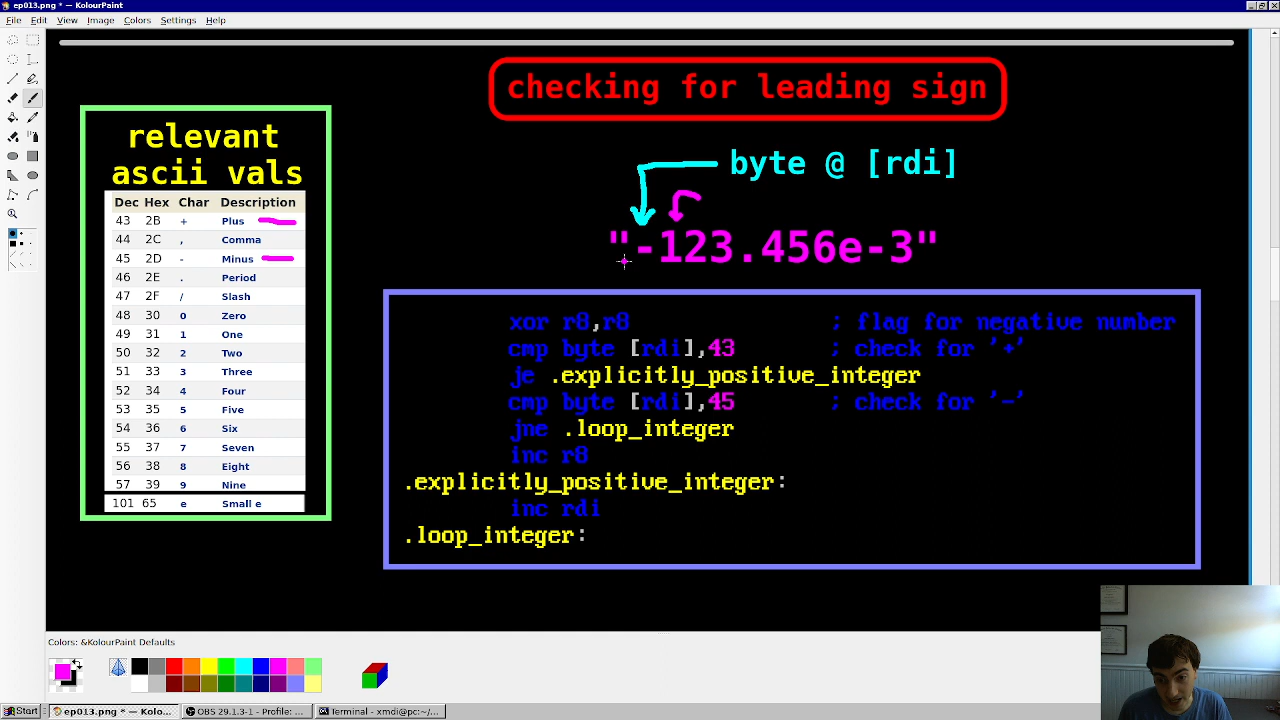 ep013.png * — KolourPaint
File Edit View Image Colors Settings Help
checking for leading sign
relevant
ascii vals
Dec Hex Char Description
43 2B + Plus
44 2C , Comma
45 2D - Minus
46 2E . Period
47 2F / Slash
48 30 0 Zero
49 31 1 One
50 32 2 Two
51 33 3 Three
52 34 4 Four
53 35 5 Five
54 36 6 Six
55 37 7 Seven
56 38 8 Eight
57 39 9 Nine
101 65 e Small e
byte @ [rdi]
"-123.456e-3"
xor r8,r8 ; flag for negative number
cmp byte [rdi],43 ; check for '+'
je .explicitly_positive_integer
cmp byte [rdi],45 ; check for '-'
jne .loop_integer
inc r8
.explicitly_positive_integer:
inc rdi
.loop_integer:
Colors: &KolourPaint Defaults
Start ep013.png * — Kolo... OBS 29.1.3-1 - Profile: ... Terminal - xmdi@pc:~/...